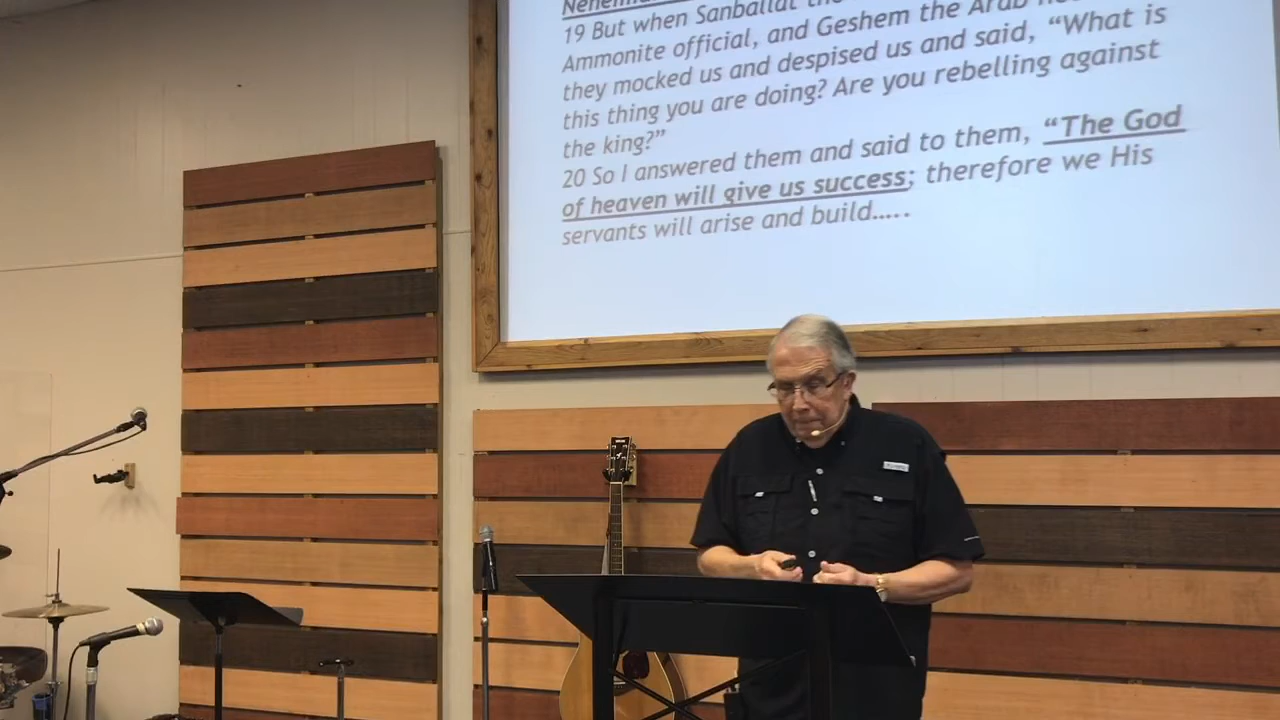 19 But when Sanballat
Ammonite official, and Geshem the Arab
they mocked us and despised us and said, “What is
this thing you are doing? Are you rebelling against
the king?”
20 So I answered them and said to them, “The God
of heaven will give us success; therefore we His
servants will arise and build.....